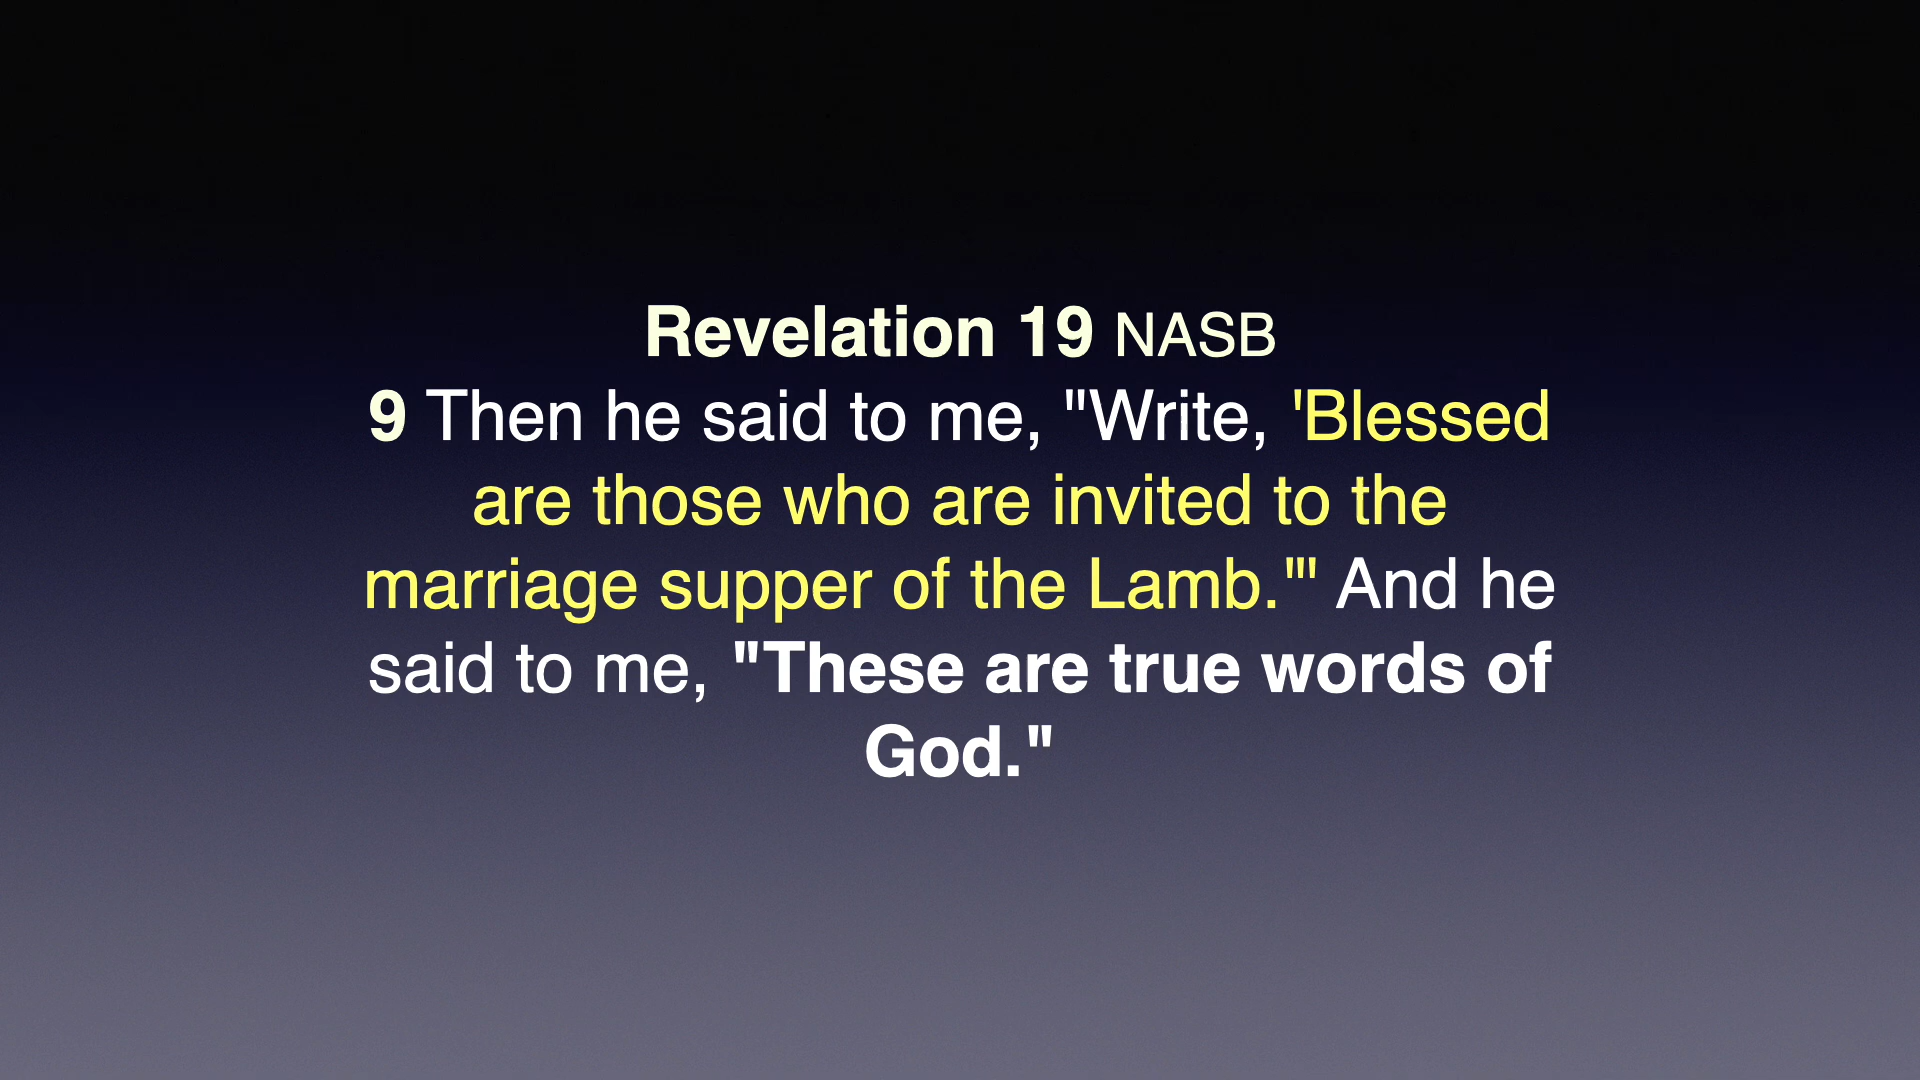 Revelation 19 NASB
9 Then he said to me, "Write, 'Blessed
are those who are invited to the
marriage supper of the Lamb.'" And he
said to me, "These are true words of
God."